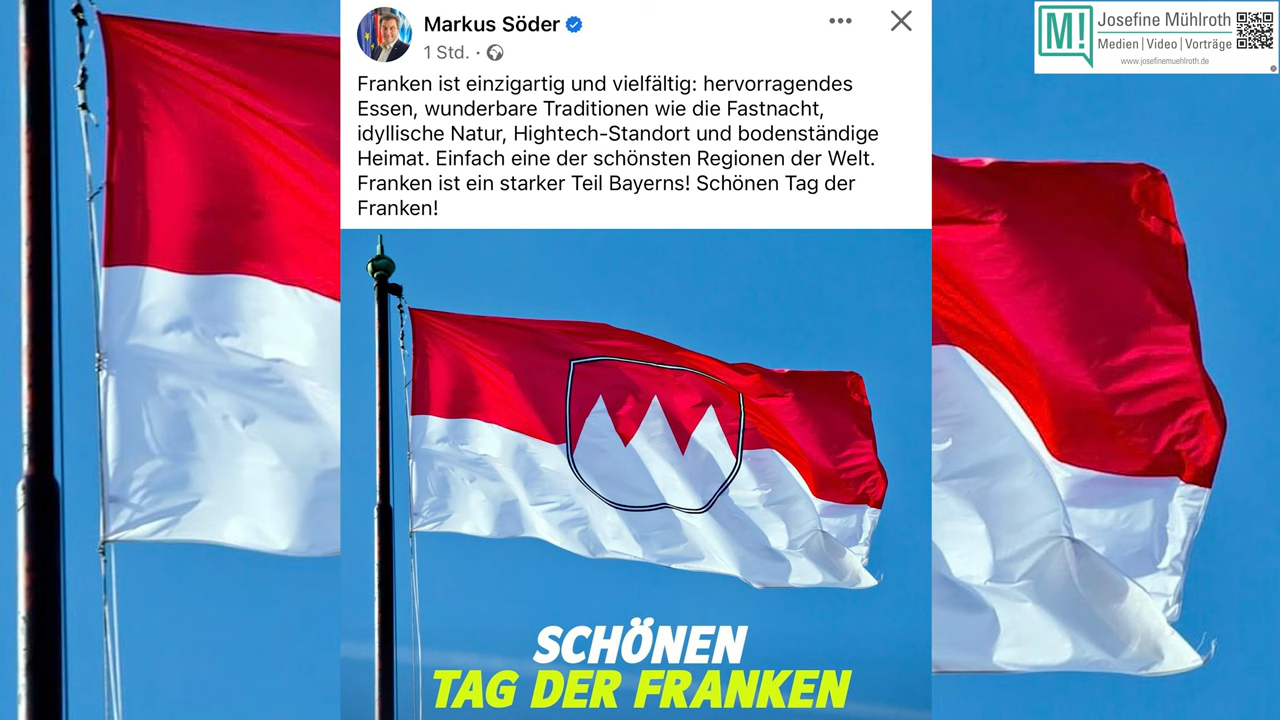 Markus Söder
1 Std. ·
Franken ist einzigartig und vielfältig: hervorragendes
Essen, wunderbare Traditionen wie die Fastnacht,
idyllische Natur, Hightech-Standort und bodenständige
Heimat. Einfach eine der schönsten Regionen der Welt.
Franken ist ein starker Teil Bayerns! Schönen Tag der
Franken!
SCHÖNEN
TAG DER FRANKEN
M!
Josefine Mühlroth
Medien | Video | Vorträge
www.josefinemuehlroth.de